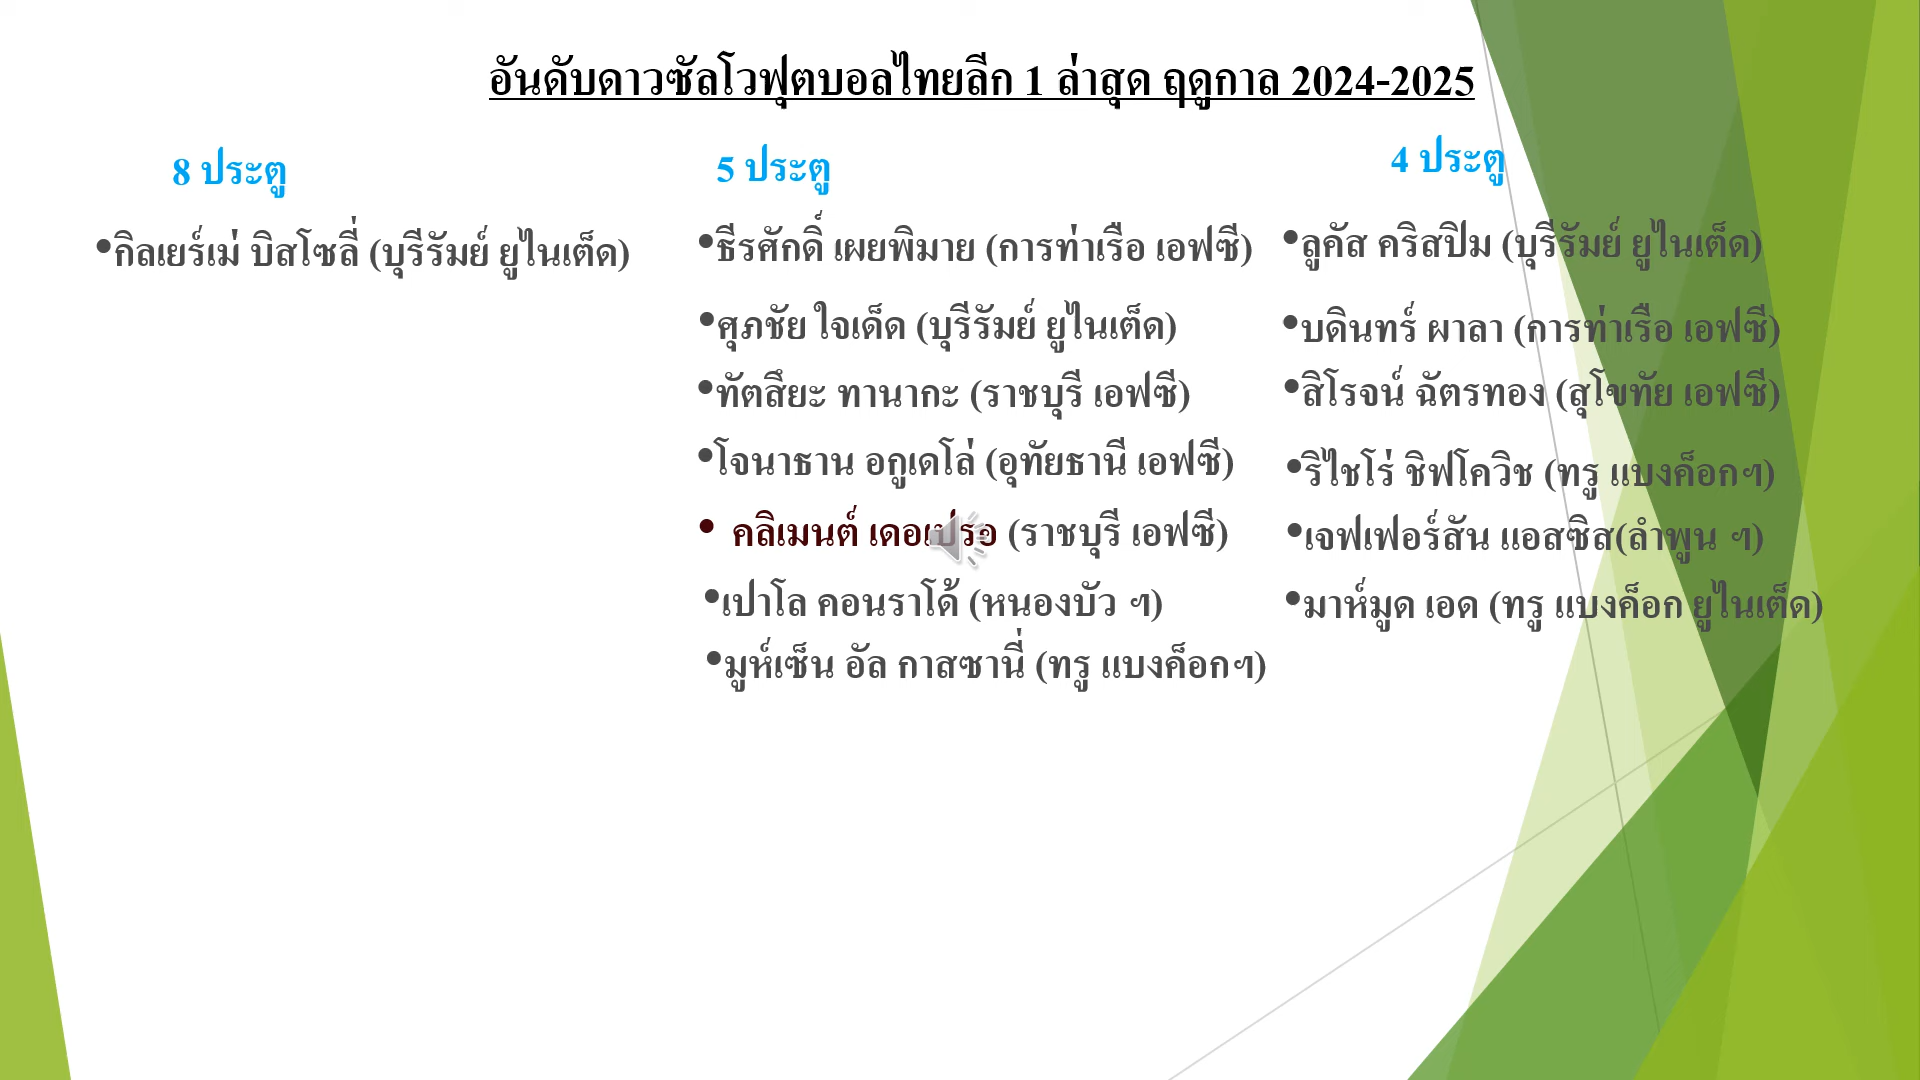 อันดับดาวซัลโวฟุตบอลไทยลีก 1 ล่าสุด ฤดูกาล 2024-2025
8 ประตู
•กิลเยร์เม่ บิสโซลี่ (บุรีรัมย์ ยูไนเต็ด)
5 ประตู
•ธีรศักดิ์ เผยพิมาย (การท่าเรือ เอฟซี)
•ศุภชัย ใจเด็ด (บุรีรัมย์ ยูไนเต็ด)
•ทัตสึยะ ทานากะ (ราชบุรี เอฟซี)
•โจนาธาน อกูเดโล่ (อุทัยธานี เอฟซี)
• คลิเมนต์ (ราชบุรี เอฟซี)
•เปาโล คอนราโด้ (หนองบัว ฯ)
•มูห์เซ็น อัล กาสซานี่ (ทรู แบงค็อกฯ)
4 ประตู
•ลูคัส คริสปิม (บุรีรัมย์ ยูไนเต็ด)
•บดินทร์ ผาลา (การท่าเรือ เอฟซี)
•สิโรจน์ ฉัตรทอง (สุโขทัย เอฟซี)
•ริไชโร่ ชิฟโควิช (ทรู แบงค็อกฯ)
•เจฟเฟอร์สัน แอสซิส(ลำพูน ฯ)
•มาห์มูด เอด (ทรู แบงค็อก ยูไนเต็ด)